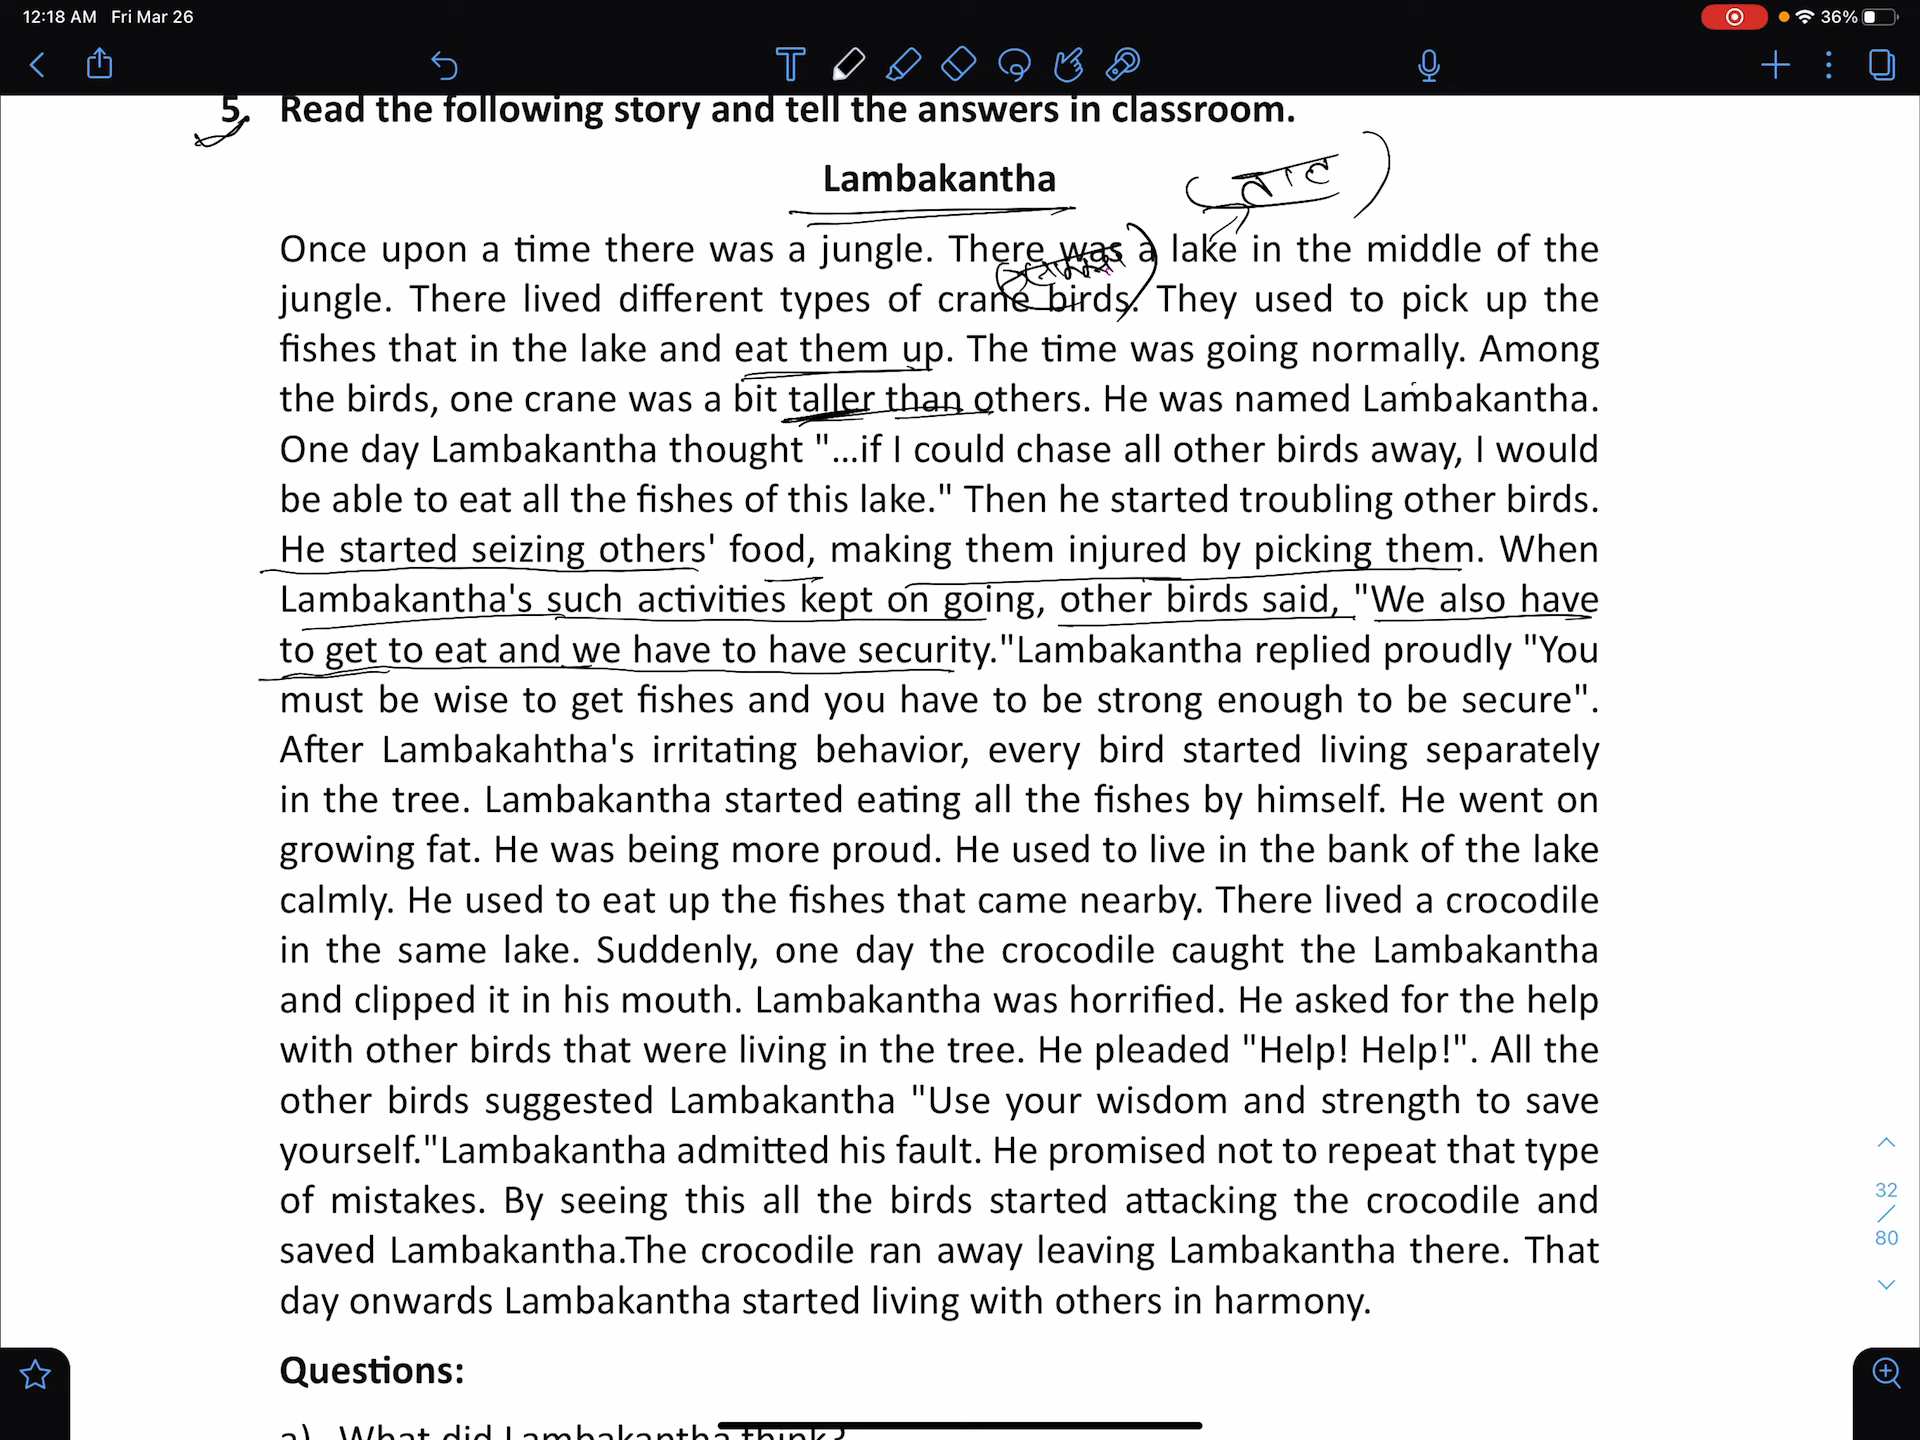 12:18 AM Fri Mar 26
36%
5. Read the following story and tell the answers in classroom.
Lambakantha
Once upon a time there was a jungle. There was a lake in the middle of the
jungle. There lived different types of crane birds. They used to pick up the
fishes that in the lake and eat them up. The time was going normally. Among
the birds, one crane was a bit taller than others. He was named Lambakantha.
One day Lambakantha thought "...if I could chase all other birds away, I would
be able to eat all the fishes of this lake." Then he started troubling other birds.
He started seizing others' food, making them injured by picking them. When
Lambakantha's such activities kept on going, other birds said, "We also have
to get to eat and we have to have security."Lambakantha replied proudly "You
must be wise to get fishes and you have to be strong enough to be secure".
After Lambakahtha's irritating behavior, every bird started living separately
in the tree. Lambakantha started eating all the fishes by himself. He went on
growing fat. He was being more proud. He used to live in the bank of the lake
calmly. He used to eat up the fishes that came nearby. There lived a crocodile
in the same lake. Suddenly, one day the crocodile caught the Lambakantha
and clipped it in his mouth. Lambakantha was horrified. He asked for the help
with other birds that were living in the tree. He pleaded "Help! Help!". All the
other birds suggested Lambakantha "Use your wisdom and strength to save
yourself."Lambakantha admitted his fault. He promised not to repeat that type
of mistakes. By seeing this all the birds started attacking the crocodile and
saved Lambakantha.The crocodile ran away leaving Lambakantha there. That
day onwards Lambakantha started living with others in harmony.
32
/
80
Questions:
a) What did Lambakantha think?